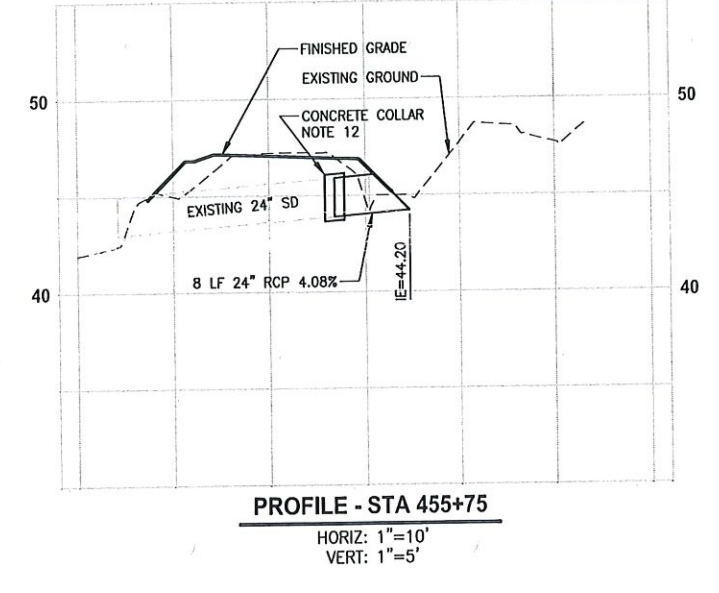 FINISHED GRADE
EXISTING GROUND
50
50
CONCRETE COLLAR
NOTE 12
EXISTING 24" SD
8 LF 24" RCP 4.08%
IE=44.20
40
40
PROFILE - STA 455+75
HORIZ: 1"=10'
VERT: 1"=5'